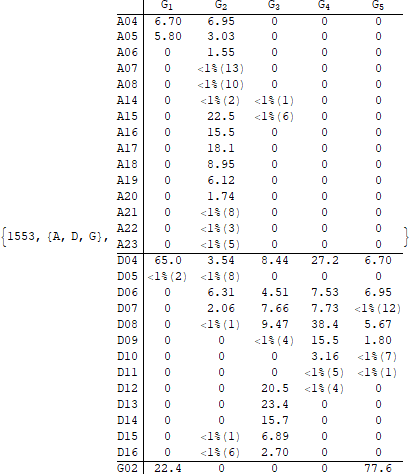 G1 G2 G3 G4 G5
A04 6.70 6.95 0 0 0
A05 5.80 3.03 0 0 0
A06 0 1.55 0 0 0
A07 0 <1%(13) 0 0 0
A08 0 <1%(10) 0 0 0
A14 0 <1%(2) <1%(1) 0 0
A15 0 22.5 <1%(6) 0 0
A16 0 15.5 0 0 0
A17 0 18.1 0 0 0
A18 0 8.95 0 0 0
A19 0 6.12 0 0 0
A20 0 1.74 0 0 0
A21 0 <1%(8) 0 0 0
A22 0 <1%(3) 0 0 0
{1553, {A, D, G}, }
A23 0 <1%(5) 0 0 0
D04 65.0 3.54 8.44 27.2 6.70
D05 <1%(2) <1%(8) 0 0 0
D06 0 6.31 4.51 7.53 6.95
D07 0 2.06 7.66 7.73 <1%(12)
D08 0 <1%(1) 9.47 38.4 5.67
D09 0 0 <1%(4) 15.5 1.80
D10 0 0 0 3.16 <1%(7)
D11 0 0 0 <1%(5) <1%(1)
D12 0 0 20.5 <1%(4) 0
D13 0 0 23.4 0 0
D14 0 0 15.7 0 0
D15 0 <1%(1) 6.89 0 0
D16 0 <1%(6) 2.70 0 0
G02 22.4 0 0 0 77.6